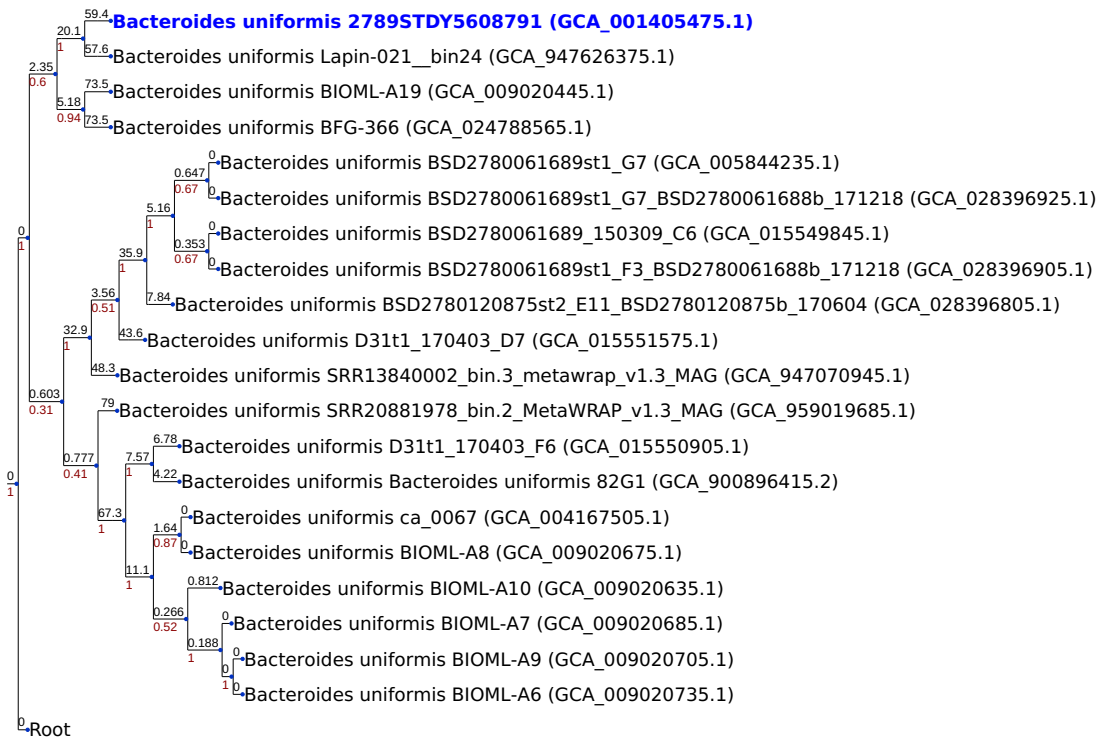 59.4 Bacteroides uniformis 2789STDY5608791 (GCA_001405475.1)
20.1
1
57.6 Bacteroides uniformis Lapin-021__bin24 (GCA_947626375.1)
2.35
0.6
73.5 Bacteroides uniformis BIOML-A19 (GCA_009020445.1)
5.18
0.94
73.5 Bacteroides uniformis BFG-366 (GCA_024788565.1)
0 Bacteroides uniformis BSD2780061689st1_G7 (GCA_005844235.1)
0.647
0.67
0 Bacteroides uniformis BSD2780061689st1_G7_BSD2780061688b_171218 (GCA_028396925.1)
5.16
1
0 Bacteroides uniformis BSD2780061689_150309_C6 (GCA_015549845.1)
0
1
0.353
0.67
35.9
1
0 Bacteroides uniformis BSD2780061689st1_F3_BSD2780061688b_171218 (GCA_028396905.1)
3.56
0.51
7.84 Bacteroides uniformis BSD2780120875st2_E11_BSD2780120875b_170604 (GCA_028396805.1)
32.9
1
43.6 Bacteroides uniformis D31t1_170403_D7 (GCA_015551575.1)
48.3 Bacteroides uniformis SRR13840002_bin.3_metawrap_v1.3_MAG (GCA_947070945.1)
0.603
0.31
79 Bacteroides uniformis SRR20881978_bin.2_MetaWRAP_v1.3_MAG (GCA_959019685.1)
6.78 Bacteroides uniformis D31t1_170403_F6 (GCA_015550905.1)
0.777
0.41
7.57
1
4.22 Bacteroides uniformis Bacteroides uniformis 82G1 (GCA_900896415.2)
0
1
67.3
1
0 Bacteroides uniformis ca_0067 (GCA_004167505.1)
1.64
0.87
0 Bacteroides uniformis BIOML-A8 (GCA_009020675.1)
11.1
1
0.812 Bacteroides uniformis BIOML-A10 (GCA_009020635.1)
0.266
0.52
0 Bacteroides uniformis BIOML-A7 (GCA_009020685.1)
0.188
1
0 Bacteroides uniformis BIOML-A9 (GCA_009020705.1)
0
1
0 Bacteroides uniformis BIOML-A6 (GCA_009020735.1)
0 Root